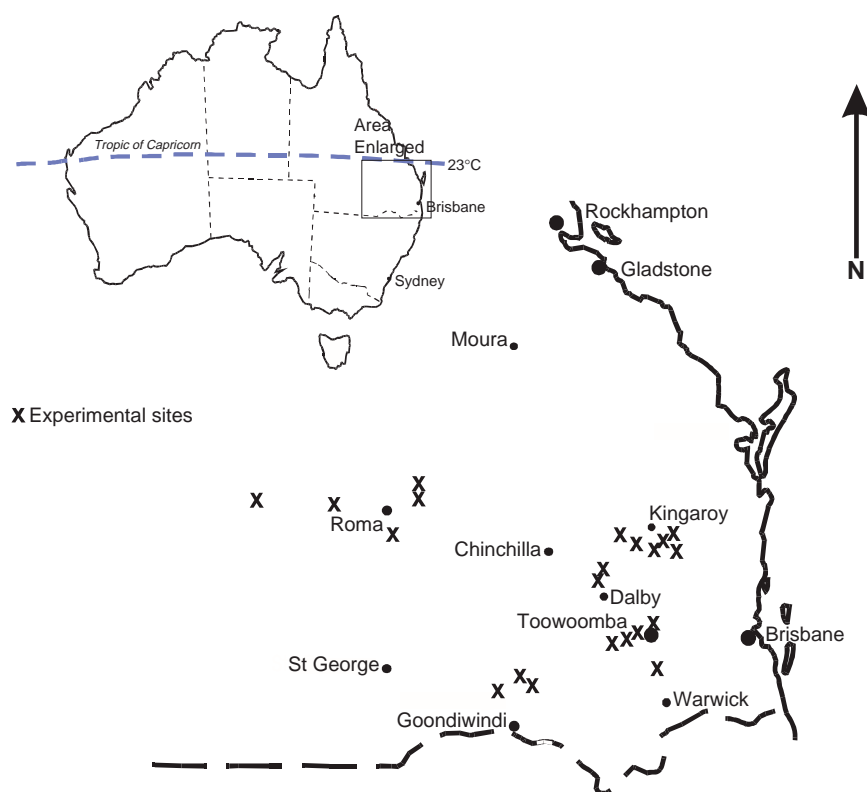 Area
Enlarged
Tropic of Capricorn
23°C
Brisbane
Sydney
N
Rockhampton
Gladstone
Moura
X Experimental sites
X
X
X
X
Roma
X
Kingaroy
X
X
X
X
X
X
Chinchilla
X
X
Dalby
Toowoomba
X
X
X
X
Brisbane
St George
X
X
X
X
Warwick
Goondiwindi